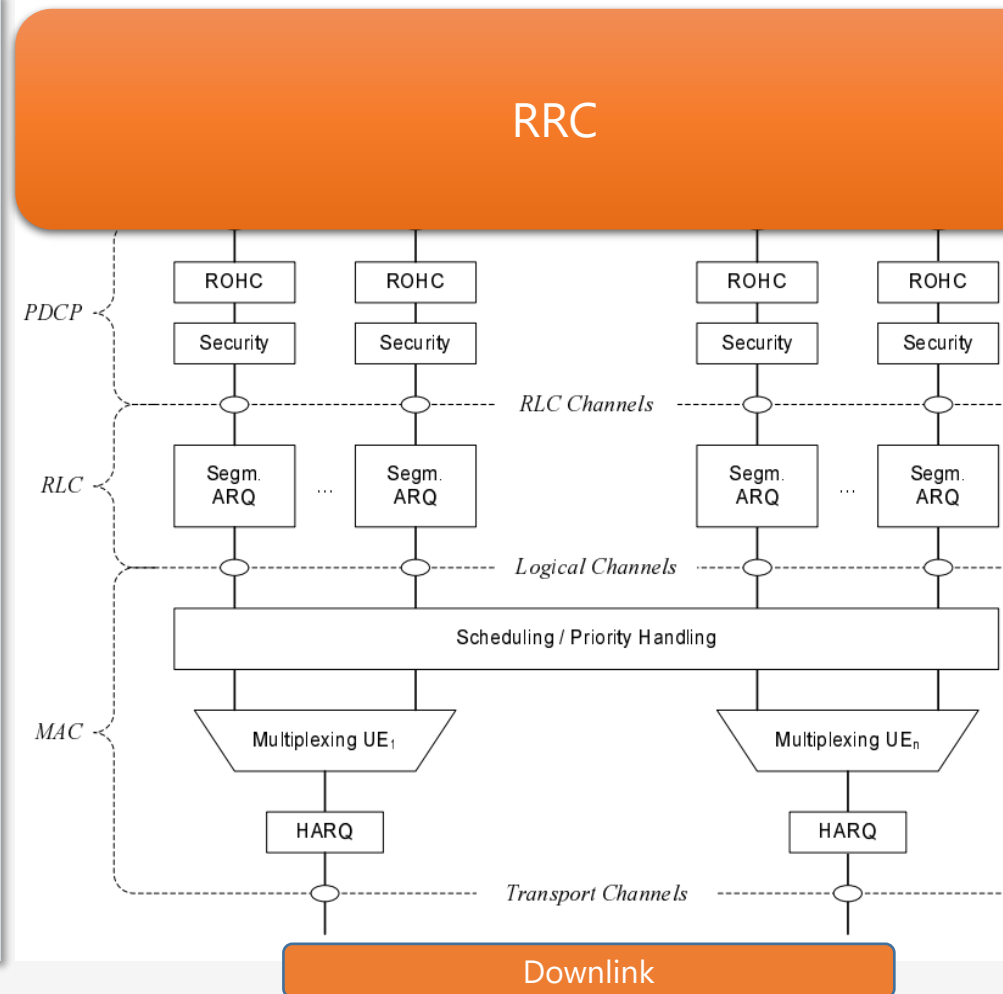 RRC
ROHC ROHC ROHC ROHC
PDCP
Security Security Security Security
RLC Channels
RLC
Segm. ARQ ... Segm. ARQ Segm. ARQ ... Segm. ARQ
Logical Channels
Scheduling / Priority Handling
MAC
Multiplexing UE1 Multiplexing UEn
HARQ HARQ
Transport Channels
Downlink